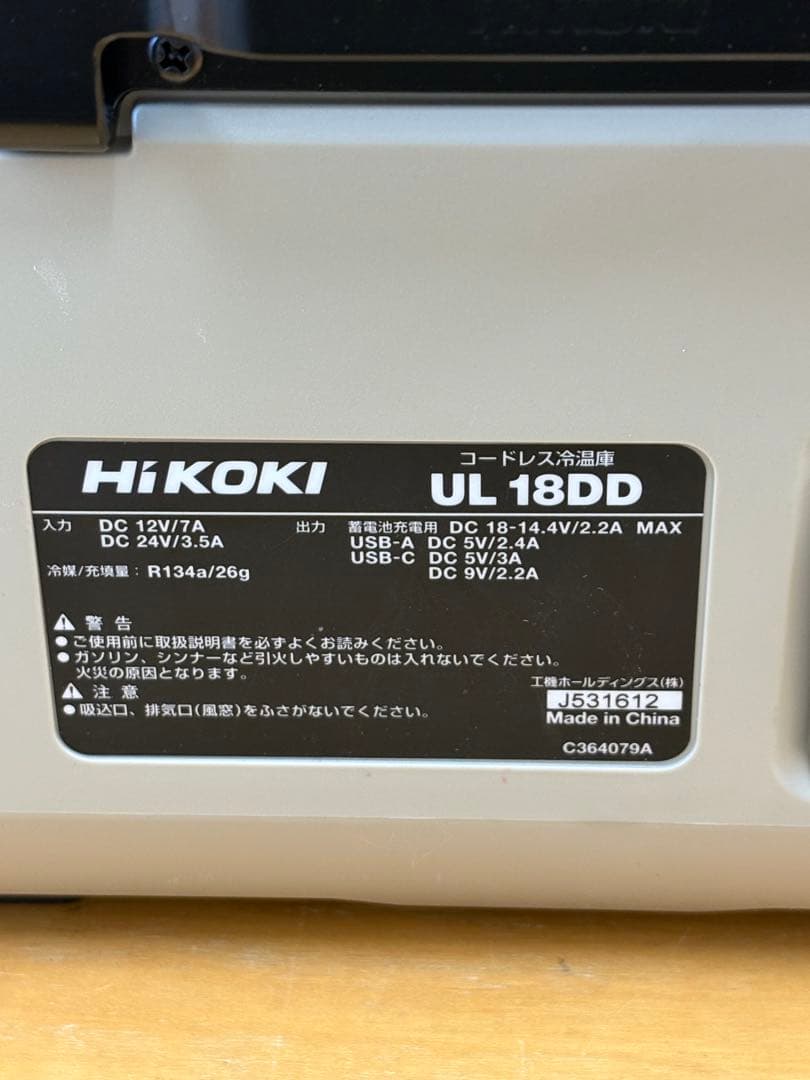 HiKOKI
コードレス冷温庫
UL 18DD
入力 DC 12V/7A
DC 24V/3.5A
出力 蓄電池充電用 DC 18-14.4V/2.2A MAX
USB-A DC 5V/2.4A
USB-C DC 5V/3A
DC 9V/2.2A
冷媒/充填量：R134a/26g
⚠ 警告
●ご使用前に取扱説明書を必ずよくお読みください。
●ガソリン、シンナーなど引火しやすいものは入れないでください。
火災の原因となります。
⚠ 注意
●吸込口、排気口(風窓)をふさがないでください。
工機ホールディングス(株)
J531612
Made in China
C364079A